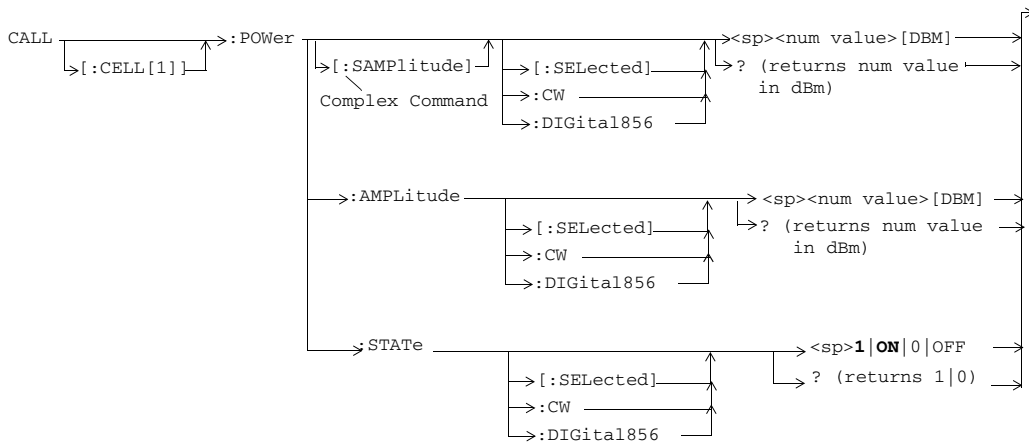 CALL :POWer <sp><num value>[DBM]
[:CELL[1]] [:SAMPlitude] [:SELected] ? (returns num value in dBm)
Complex Command :CW
:DIGital856
:AMPLitude <sp><num value>[DBM]
[:SELected] ? (returns num value in dBm)
:CW
:DIGital856
:STATe <sp>1|ON|0|OFF
[:SELected] ? (returns 1|0)
:CW
:DIGital856